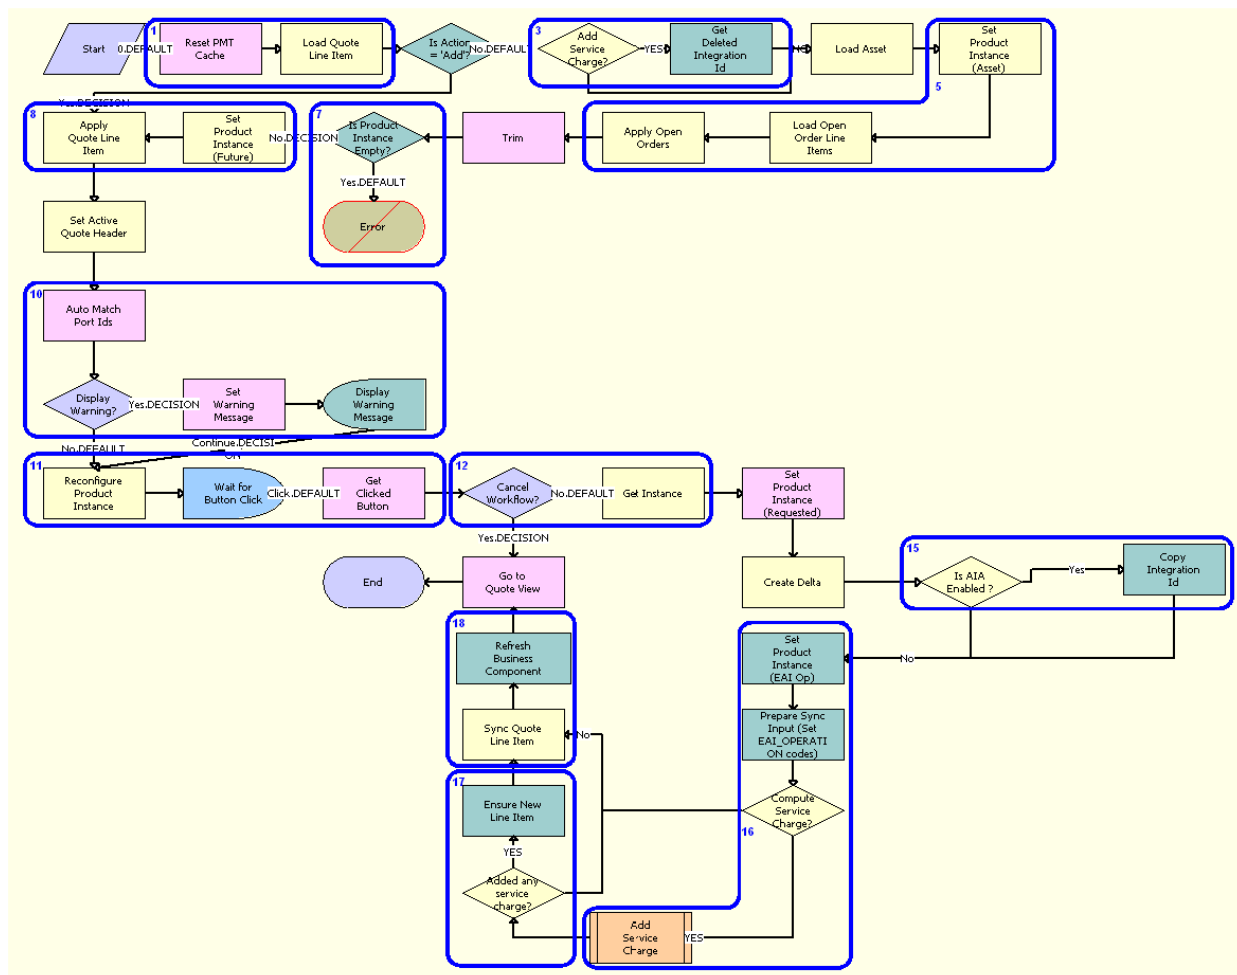 1
3
5
Start
0.DEFAULT
Reset PMT
Cache
Load Quote
Line Item
Is Action
= 'Add'?
No.DEFAUL
Add
Service
Charge?
YES
Get
Deleted
Integration
Id
Load Asset
Set
Product
Instance
(Asset)
Yes.DECISION
8
Apply
Quote Line
Item
Set
Product
Instance
(Future)
No.DECISION
7
Is Product
Instance
Empty?
Trim
Apply Open
Orders
Load Open
Order Line
Items
Yes.DEFAULT
Error
Set Active
Quote Header
10
Auto Match
Port Ids
Display
Warning?
Yes.DECISION
Set
Warning
Message
Display
Warning
Message
No.DEFAULT
Continue.DECISI
ON
11
Reconfigure
Product
Instance
Wait for
Button Click
Click.DEFAULT
Get
Clicked
Button
12
Cancel
Workflow?
No.DEFAULT
Get Instance
Set
Product
Instance
(Requested)
Yes.DECISION
End
Go to
Quote View
Create Delta
15
Is AIA
Enabled ?
Yes
Copy
Integration
Id
No
18
Refresh
Business
Component
Set
Product
Instance
(EAI Op)
Sync Quote
Line Item
No
Prepare Sync
Input (Set
EAI_OPERATI
ON codes)
17
Ensure New
Line Item
Compute
Service
Charge?
16
YES
Added any
service
charge?
Add
Service
Charge
YES